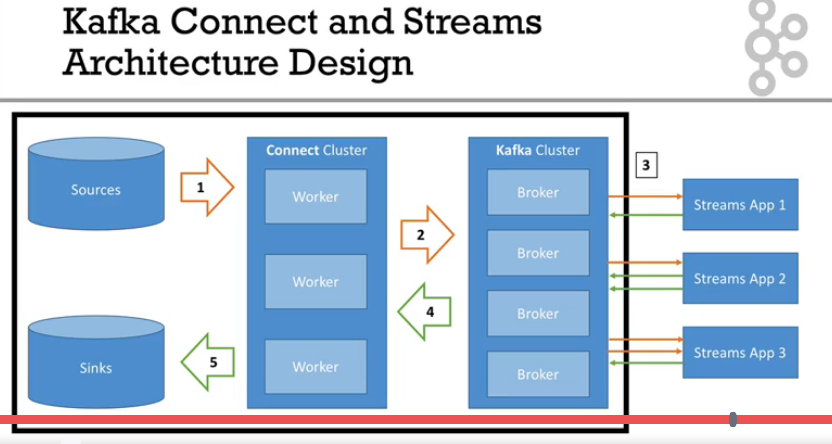 Kafka Connect and Streams
Architecture Design
Sources
1
Connect Cluster
Worker
Worker
Worker
2
4
5
Sinks
Kafka Cluster
Broker
Broker
Broker
Broker
3
Streams App 1
Streams App 2
Streams App 3